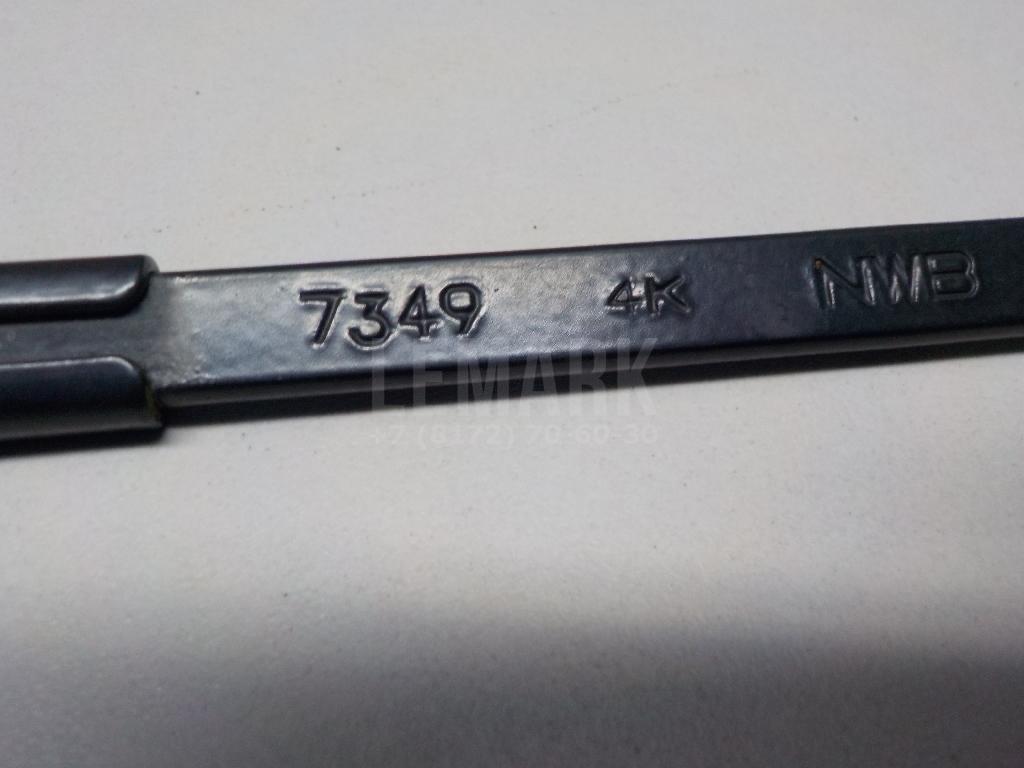 7349 4K NWB
LEMARK
+7 (8172) 70-60-30